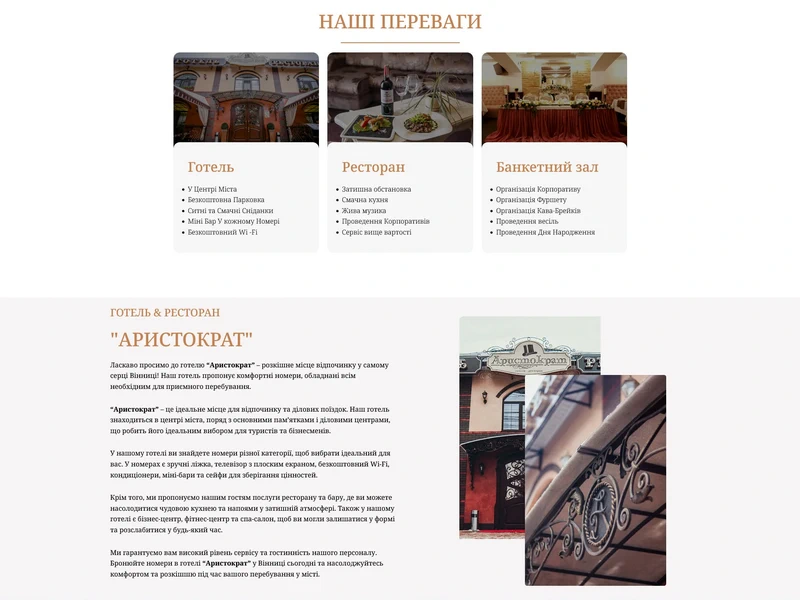 НАШІ ПЕРЕВАГИ
Готель
У Центрі Міста
Безкоштовна Парковка
Ситні та Смачні Сніданки
Міні Бар У кожному Номері
Безкоштовний Wi -Fi
Ресторан
Затишна обстановка
Смачна кухня
Жива музика
Проведення Корпоративів
Сервіс вище вартості
Банкетний зал
Організація Корпоративу
Організація Фуршету
Організація Кава-Брейків
Проведення весіль
Проведення Дня Народження
ГОТЕЛЬ & РЕСТОРАН
"АРИСТОКРАТ"
Ласкаво просимо до готелю “Аристократ” – розкішне місце відпочинку у самому
серці Вінниці! Наш готель пропонує комфортні номери, обладнані всім
необхідним для приємного перебування.
“Аристократ” – це ідеальне місце для відпочинку та ділових поїздок. Наш готель
знаходиться в центрі міста, поряд з основними пам'ятками і діловими центрами,
що робить його ідеальним вибором для туристів та бізнесменів.
У нашому готелі ви знайдете номери різної категорії, щоб вибрати ідеальний для
вас. У номерах є зручні ліжка, телевізор з плоским екраном, безкоштовний Wi-Fi,
кондиціонери, міні-бари та сейфи для зберігання цінностей.
Крім того, ми пропонуємо нашим гостям послуги ресторану та бару, де ви можете
насолодитися чудовою кухнею та напоями у затишній атмосфері. Також у нашому
готелі є бізнес-центр, фітнес-центр та спа-салон, щоб ви могли залишатися у формі
та розслабитися у будь-який час.
Ми гарантуємо вам високий рівень сервісу та гостинність нашого персоналу.
Бронюйте номери в готелі “Аристократ” у Вінниці сьогодні та насолоджуйтесь
комфортом та розкішшю під час вашого перебування у місті.
Аристократ